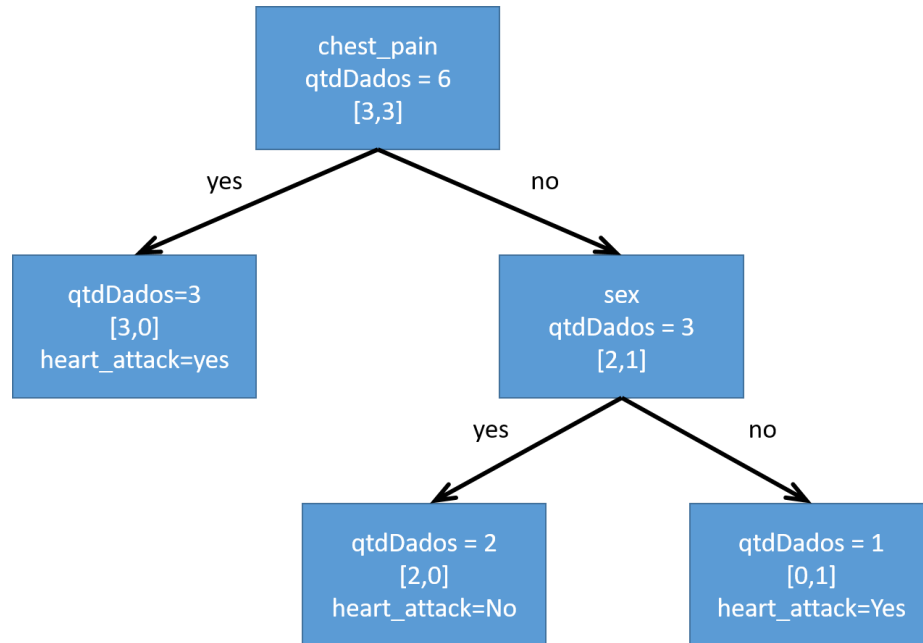 chest_pain
qtdDados = 6
[3,3]
yes
no
qtdDados=3
[3,0]
heart_attack=yes
sex
qtdDados = 3
[2,1]
yes
no
qtdDados = 2
[2,0]
heart_attack=No
qtdDados = 1
[0,1]
heart_attack=Yes